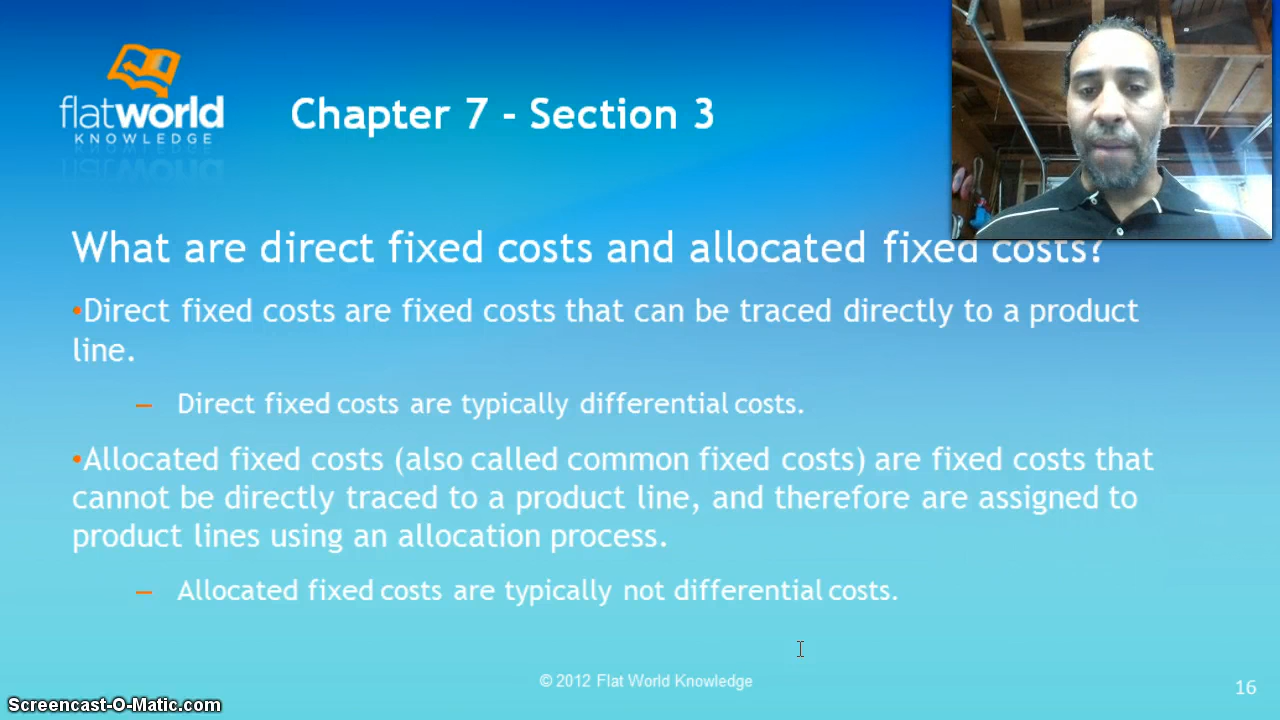 flatworld
KNOWLEDGE
Chapter 7 - Section 3
What are direct fixed costs and allocated fixed costs?
•Direct fixed costs are fixed costs that can be traced directly to a product
line.
– Direct fixed costs are typically differential costs.
•Allocated fixed costs (also called common fixed costs) are fixed costs that
cannot be directly traced to a product line, and therefore are assigned to
product lines using an allocation process.
– Allocated fixed costs are typically not differential costs.
© 2012 Flat World Knowledge
16
Screencast-O-Matic.com